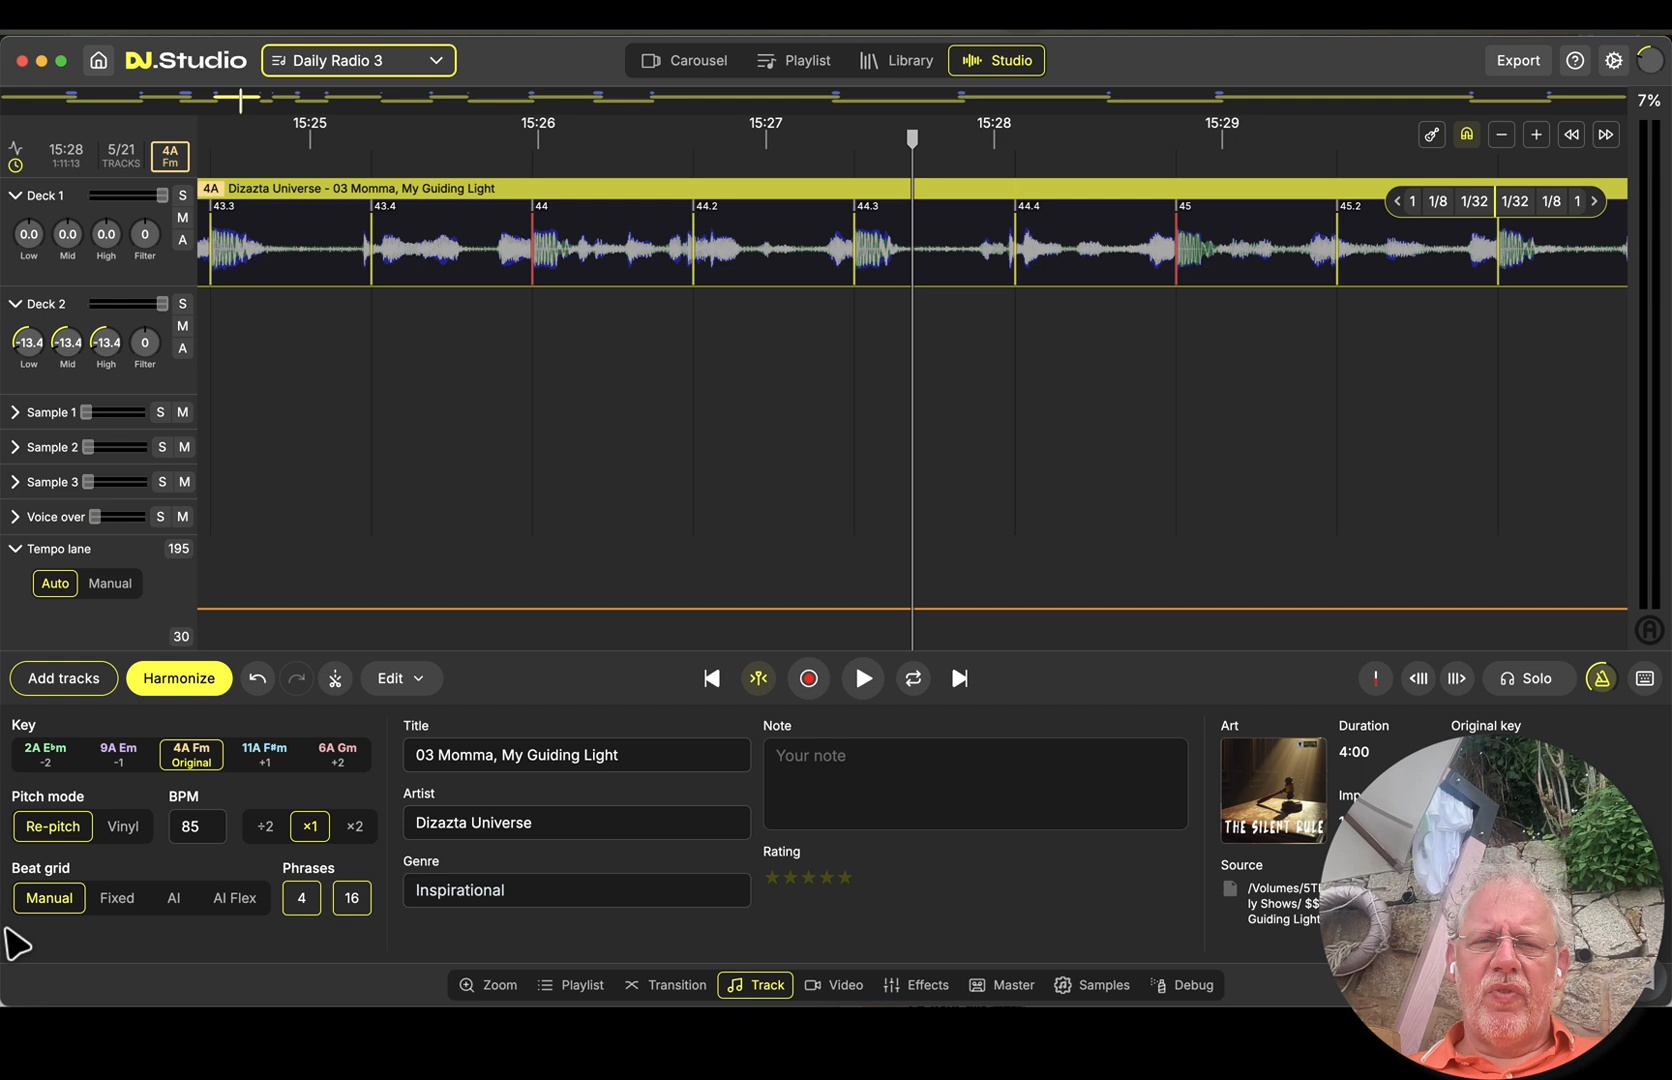 DJ.Studio
Daily Radio 3
Carousel
Playlist
Library
Studio
Export
7%
15:25
15:26
15:27
15:28
15:29
15:28
1:11:13
5/21
TRACKS
4A
Fm
Deck 1
S
M
A
0.0
0.0
0.0
0
Low
Mid
High
Filter
4A Dizazta Universe - 03 Momma, My Guiding Light
43.3
43.4
44
44.2
44.3
44.4
45
45.2
1
1/8
1/32
1/32
1/8
1
Deck 2
S
M
A
-13.4
-13.4
-13.4
0
Low
Mid
High
Filter
Sample 1
S
M
Sample 2
S
M
Sample 3
S
M
Voice over
S
M
Tempo lane
195
Auto
Manual
30
Add tracks
Harmonize
Edit
Solo
Key
2A E♭m
-2
9A Em
-1
4A Fm
Original
11A F#m
+1
6A Gm
+2
Pitch mode
Re-pitch
Vinyl
BPM
85
÷2
×1
×2
Beat grid
Manual
Fixed
AI
AI Flex
Phrases
4
16
Title
03 Momma, My Guiding Light
Artist
Dizazta Universe
Genre
Inspirational
Note
Your note
Rating
Art
THE SILENT RULE
Duration
4:00
Original key
Imp
Source
/Volumes/5T
ly Shows/ $$
Guiding Light
Zoom
Playlist
Transition
Track
Video
Effects
Master
Samples
Debug